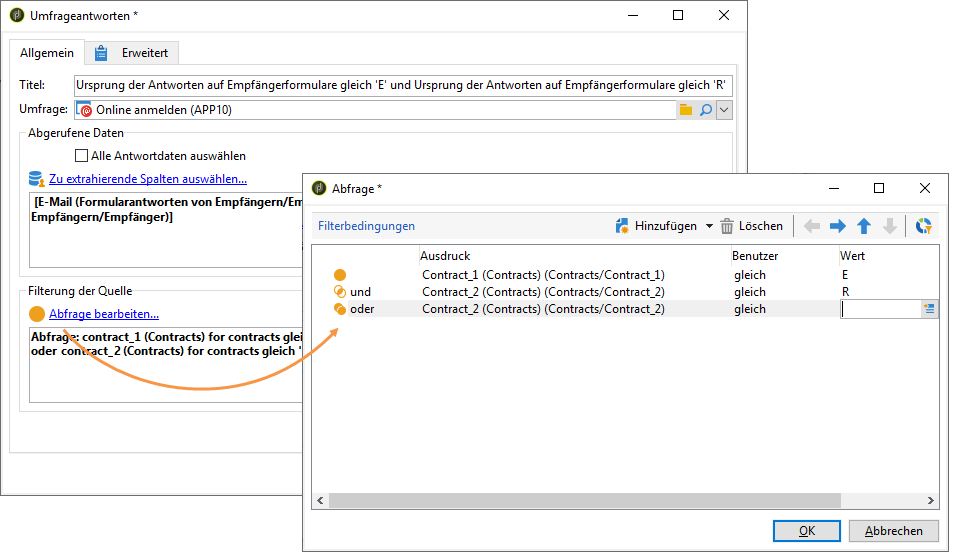 Umfrageantworten *
Allgemein
Erweitert
Titel:
Ursprung der Antworten auf Empfängerformulare gleich 'E' und Ursprung der Antworten auf Empfängerformulare gleich 'R'
Umfrage:
Online anmelden (APP10)
Abgerufene Daten
Alle Antwortdaten auswählen
Zu extrahierende Spalten auswählen...
[E-Mail (Formularantworten von Empfängern/Em
Empfängern/Empfänger)]
Filterung der Quelle
Abfrage bearbeiten...
Abfrage: contract_1 (Contracts) for contracts glei
oder contract_2 (Contracts) for contracts gleich '
Abfrage *
Filterbedingungen
Hinzufügen
Löschen
Ausdruck Benutzer Wert
Contract_1 (Contracts) (Contracts/Contract_1) gleich E
und Contract_2 (Contracts) (Contracts/Contract_2) gleich R
oder Contract_2 (Contracts) (Contracts/Contract_2) gleich
OK
Abbrechen